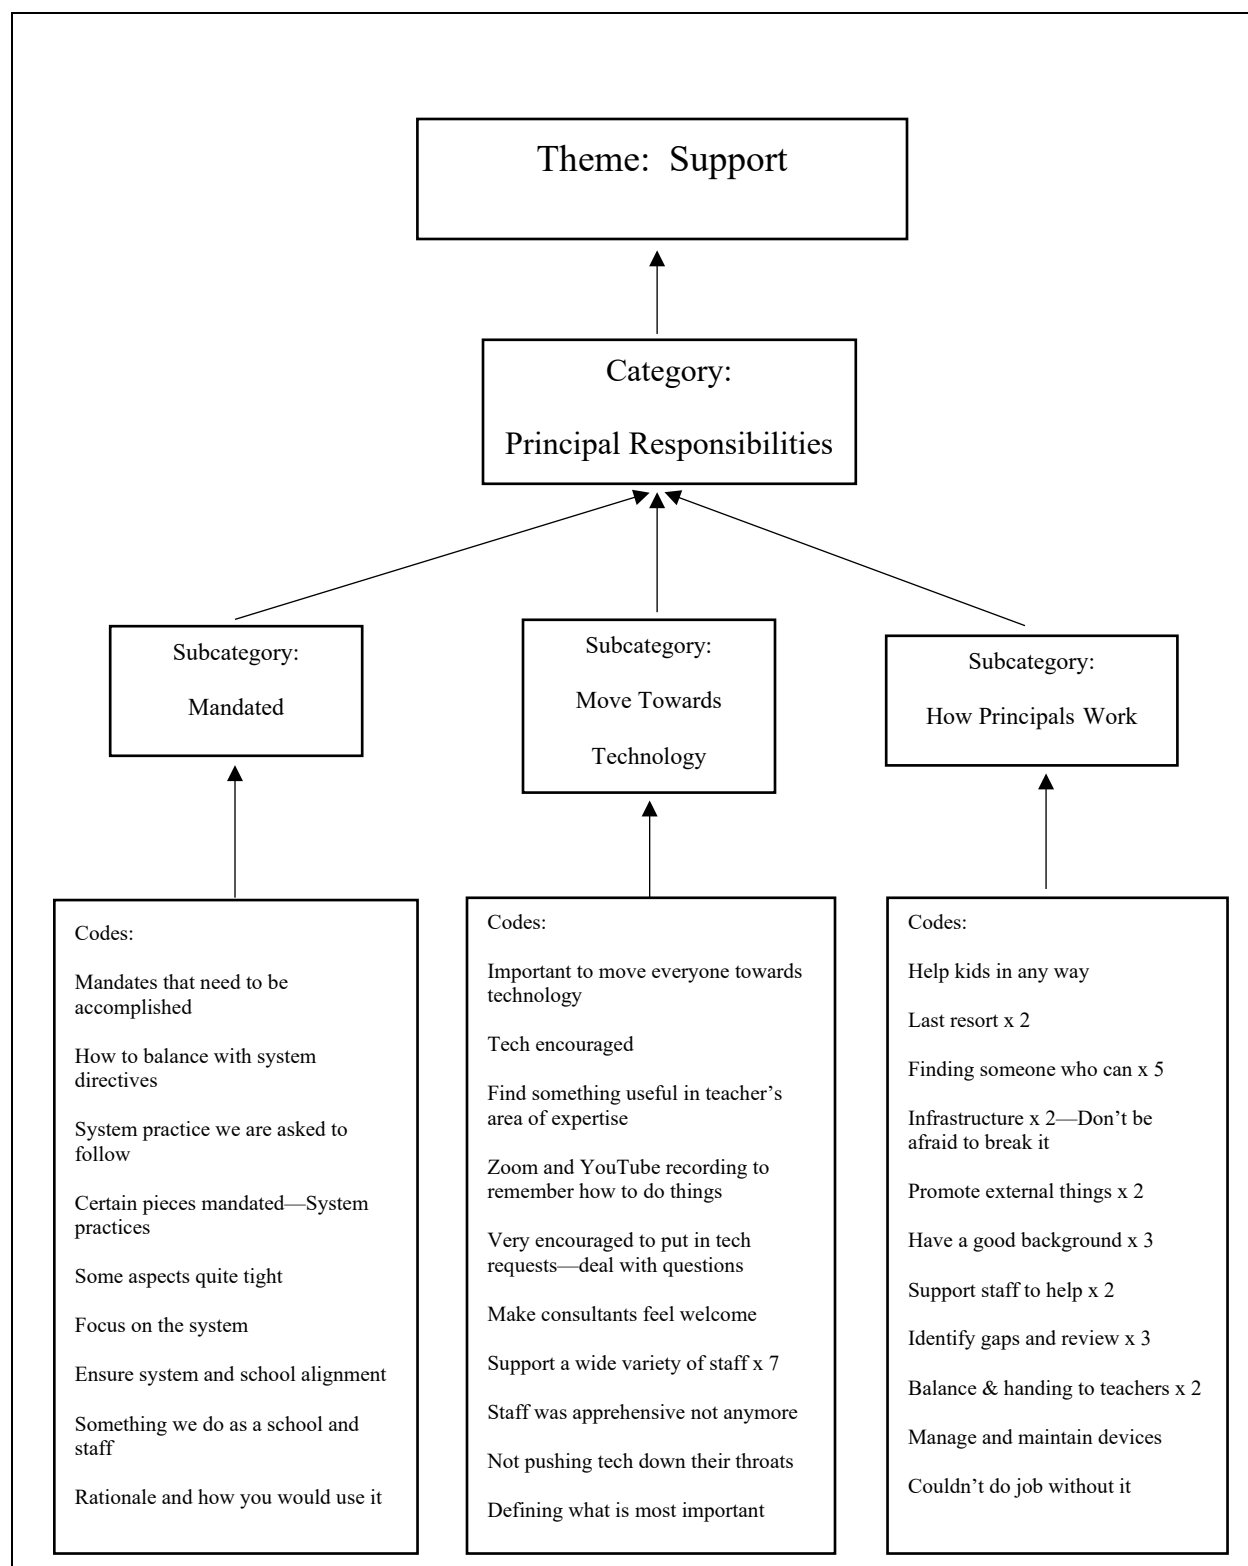 Theme:  Support
Category:
Principal Responsibilities
Subcategory:
Mandated
Subcategory:
Move Towards
Technology
Subcategory:
How Principals Work
Codes:
Mandates that need to be
accomplished
How to balance with system
directives
System practice we are asked to
follow
Certain pieces mandated—System
practices
Some aspects quite tight
Focus on the system
Ensure system and school alignment
Something we do as a school and
staff
Rationale and how you would use it
Codes:
Important to move everyone towards
technology
Tech encouraged
Find something useful in teacher’s
area of expertise
Zoom and YouTube recording to
remember how to do things
Very encouraged to put in tech
requests—deal with questions
Make consultants feel welcome
Support a wide variety of staff x 7
Staff was apprehensive not anymore
Not pushing tech down their throats
Defining what is most important
Codes:
Help kids in any way
Last resort x 2
Finding someone who can x 5
Infrastructure x 2—Don’t be
afraid to break it
Promote external things x 2
Have a good background x 3
Support staff to help x 2
Identify gaps and review x 3
Balance & handing to teachers x 2
Manage and maintain devices
Couldn’t do job without it